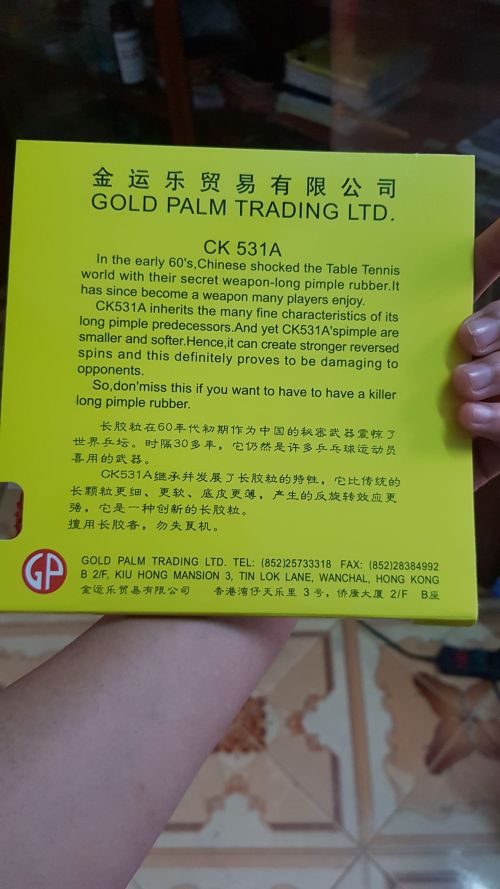 金运乐贸易有限公司
GOLD PALM TRADING LTD.
CK 531A
In the early 60's,Chinese shocked the Table Tennis
world with their secret weapon-long pimple rubber.It
has since become a weapon many players enjoy.
CK531A inherits the many fine characteristics of its
long pimple predecessors.And yet CK531A'spimple are
smaller and softer.Hence,it can create stronger reversed
spins and this definitely proves to be damaging to
opponents.
So,don'miss this if you want to have to have a killer
long pimple rubber.
长胶粒在60年代初期作为中国的秘密武器震惊了
世界乒坛。时隔30多年，它仍然是许多乒乓球运动员
喜用的武器。
CK531A继承并发展了长胶粒的特性，它比传统的
长颗粒更细、更软、底皮更薄，产生的反旋转效应更
强，它是一种创新的长胶粒。
擅用长胶者，勿失良机。
GP
GOLD PALM TRADING LTD. TEL: (852)25733318 FAX: (852)28384992
B 2/F, KIU HONG MANSION 3, TIN LOK LANE, WANCHAL, HONG KONG
金运乐贸易有限公司 香港湾仔天乐里 3 号，侨康大厦 2/F B座